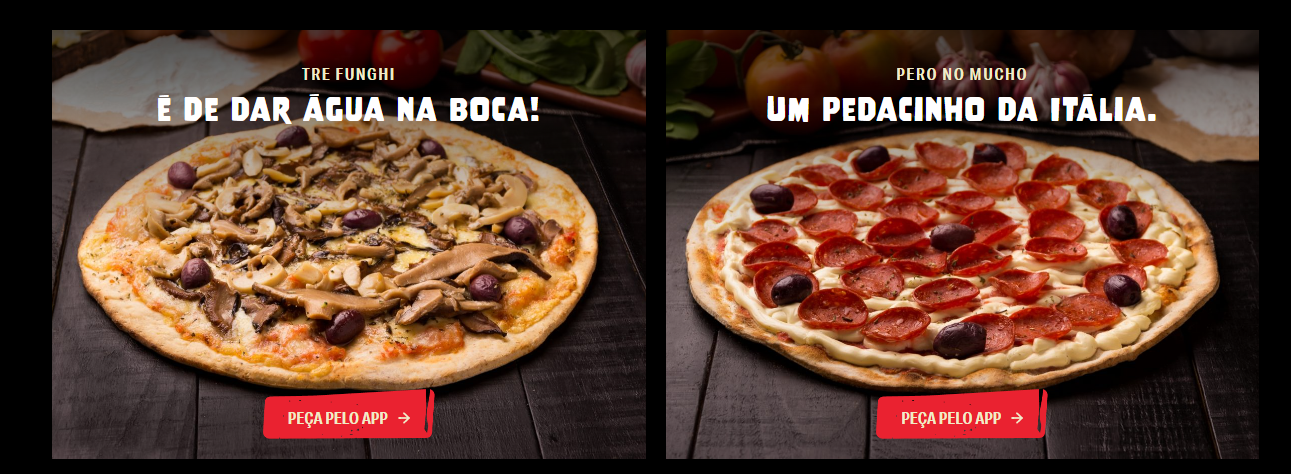 TRE FUNGHI
É DE DAR ÁGUA NA BOCA!
PEÇA PELO APP →
PERO NO MUCHO
UM PEDACINHO DA ITÁLIA.
PEÇA PELO APP →